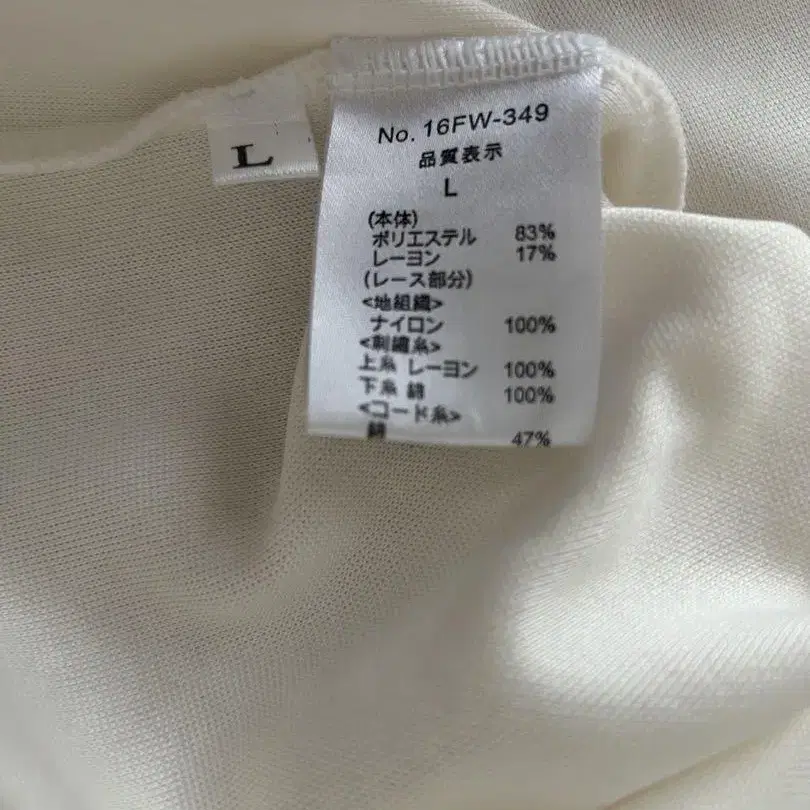 L
No. 16FW-349
品質表示
L
(本体)
ポリエステル 83%
レーヨン 17%
(レース部分)
<地組織>
ナイロン 100%
<刺繍糸>
上糸 レーヨン 100%
下糸 綿 100%
<コード糸>
綿 47%